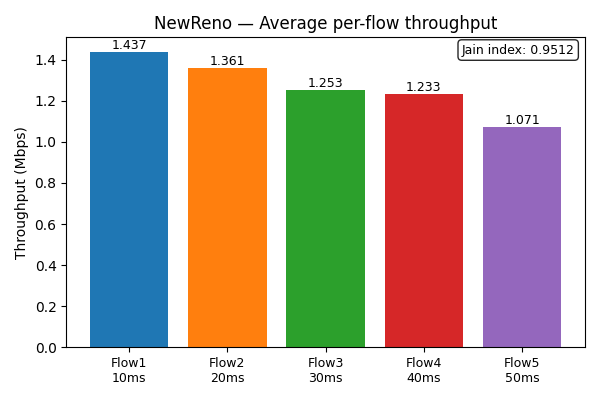 NewReno — Average per-flow throughput
Jain index: 0.9512
Throughput (Mbps)
1.4
1.2
1.0
0.8
0.6
0.4
0.2
0.0
1.437
1.361
1.253
1.233
1.071
Flow1
10ms
Flow2
20ms
Flow3
30ms
Flow4
40ms
Flow5
50ms